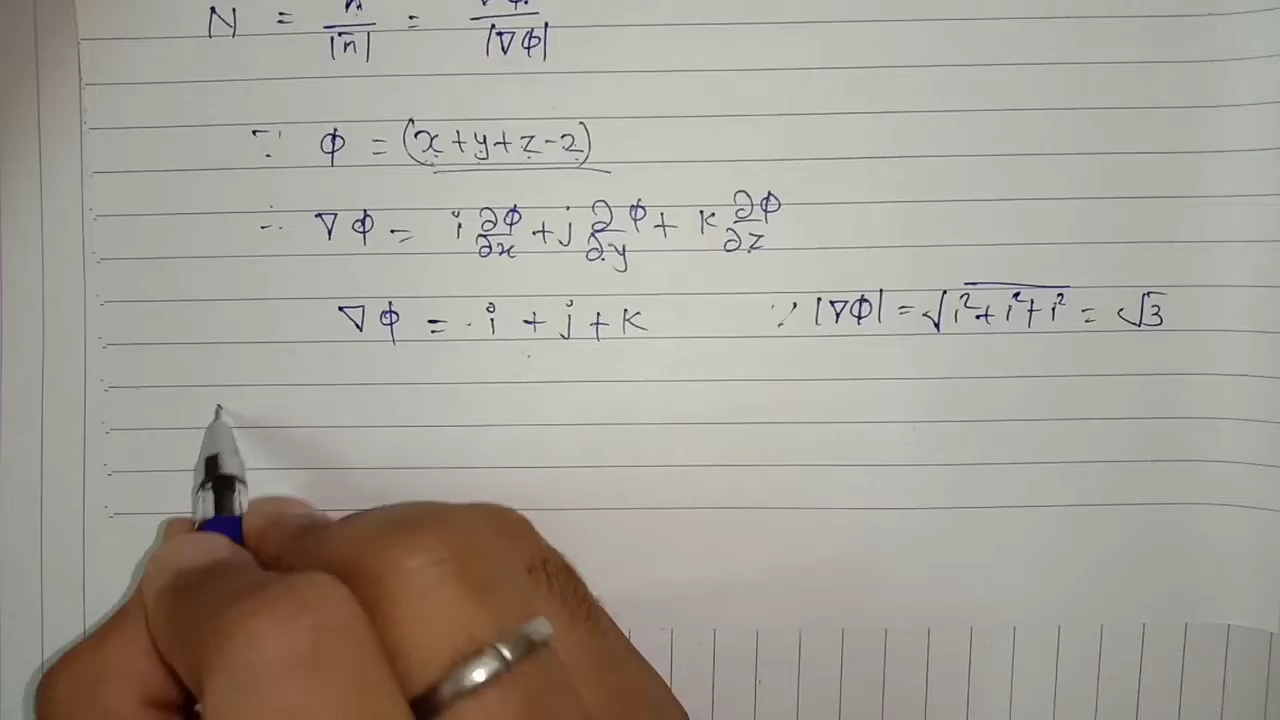 N = n̄ / |n̄| = ∇φ / |∇φ|
∵ φ = (x+y+z-2)
∴ ∇φ = i ∂φ/∂x + j ∂φ/∂y + k ∂φ/∂z
∇φ = i + j + k ∵ |∇φ| = √(1²+1²+1²) = √3